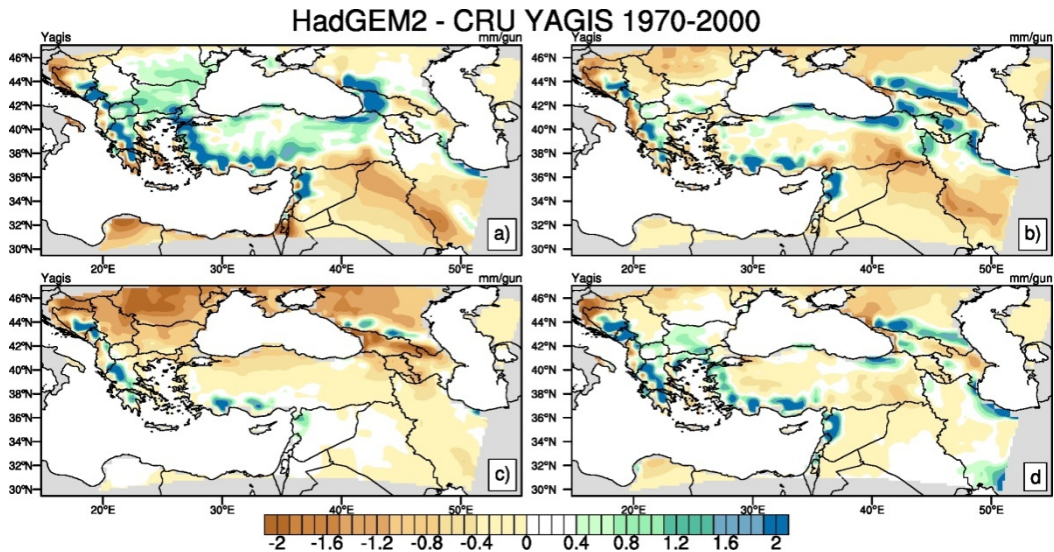 HadGEM2 - CRU YAGIS 1970-2000
Yagis mm/gun Yagis mm/gun
46°N 46°N
44°N 44°N
42°N 42°N
40°N 40°N
38°N 38°N
36°N 36°N
34°N 34°N
32°N 32°N
30°N a) 30°N b)
20°E 30°E 40°E 50°E 20°E 30°E 40°E 50°E
Yagis mm/gun Yagis mm/gun
46°N 46°N
44°N 44°N
42°N 42°N
40°N 40°N
38°N 38°N
36°N 36°N
34°N 34°N
32°N 32°N
30°N c) 30°N d
20°E 30°E 40°E 50°E 20°E 30°E 40°E 50°E
-2 -1.6 -1.2 -0.8 -0.4 0 0.4 0.8 1.2 1.6 2